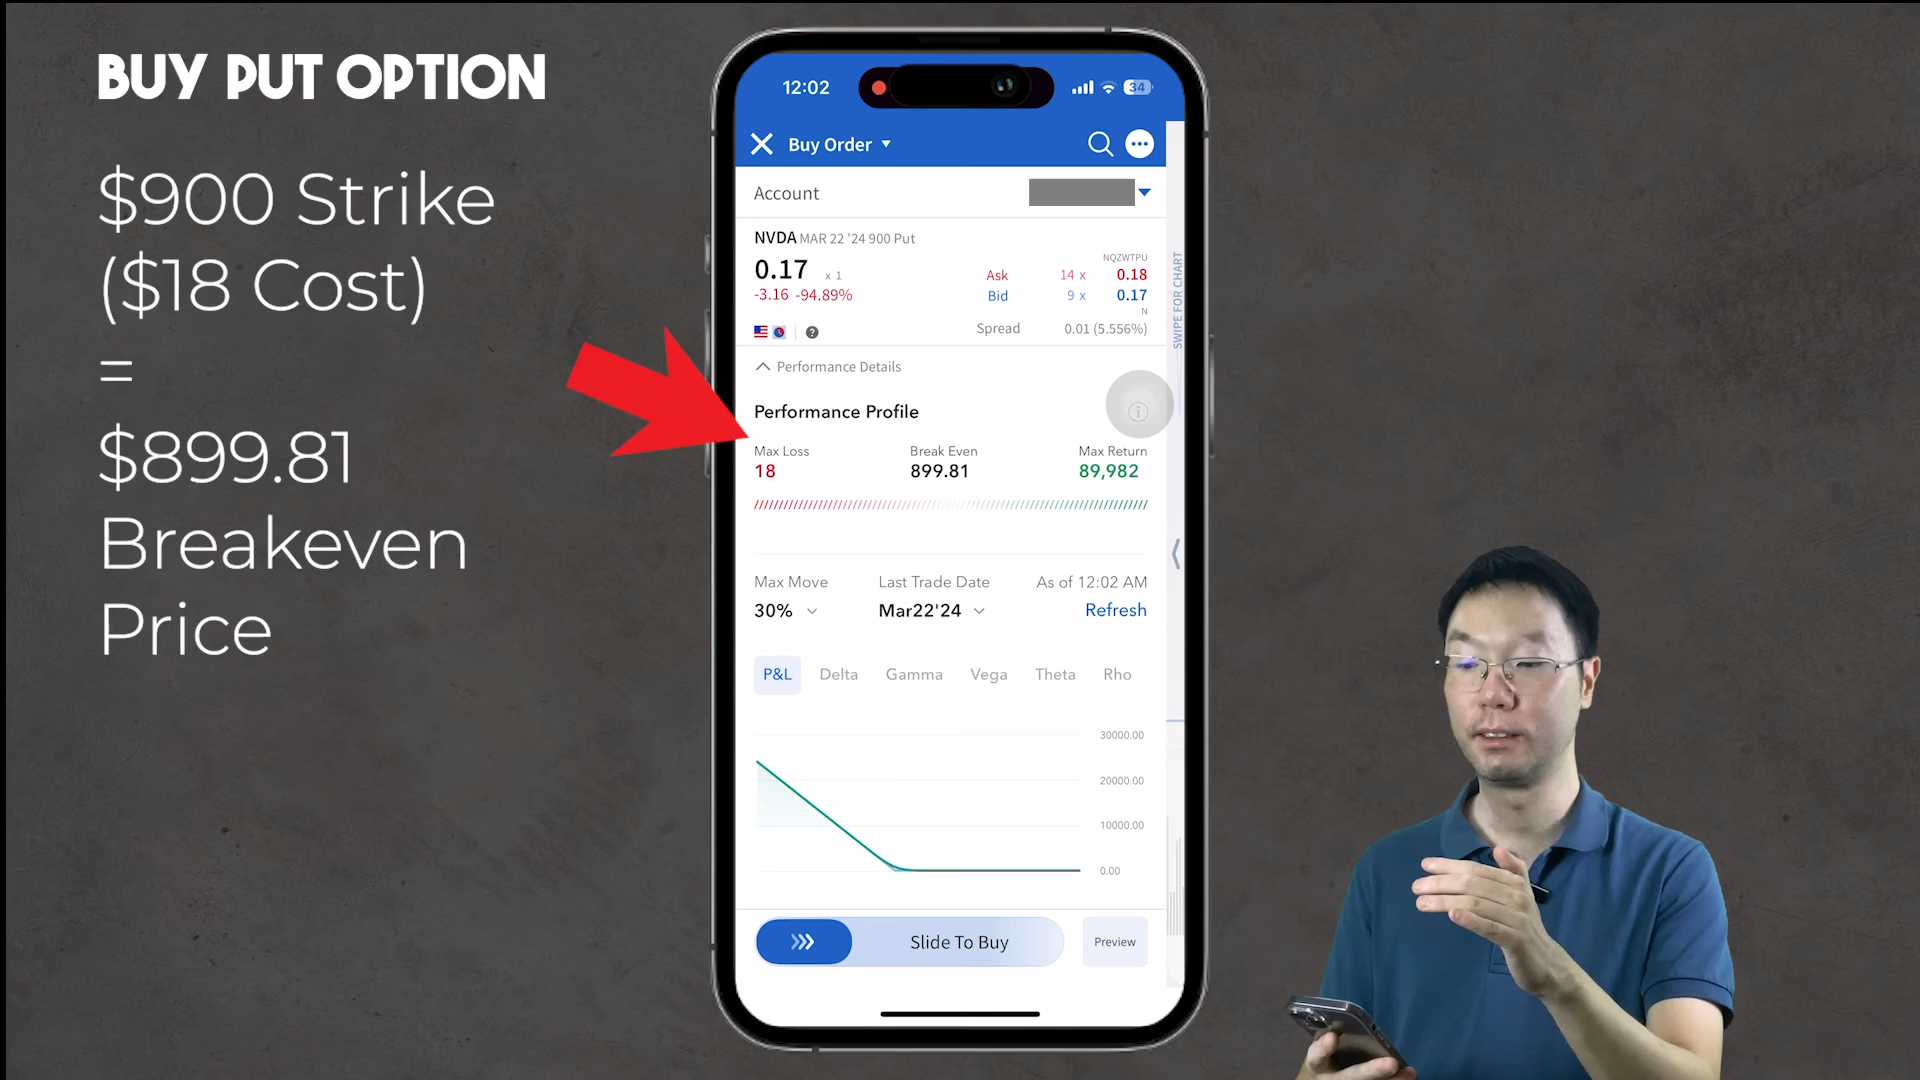 BUY PUT OPTION
$900 Strike
($18 Cost)
=
$899.81
Breakeven
Price
12:02
34
Buy Order
Account
NVDA MAR 22 '24 900 Put
NQZWTPU
0.17 x 1
Ask 14 x 0.18
-3.16 -94.89%
Bid 9 x 0.17
N
Spread 0.01 (5.556%)
SWIPE FOR CHART
Performance Details
Performance Profile
Max Loss Break Even Max Return
18 899.81 89,982
Max Move Last Trade Date As of 12:02 AM
30% Mar22'24 Refresh
P&L Delta Gamma Vega Theta Rho
30000.00
20000.00
10000.00
0.00
Slide To Buy
Preview